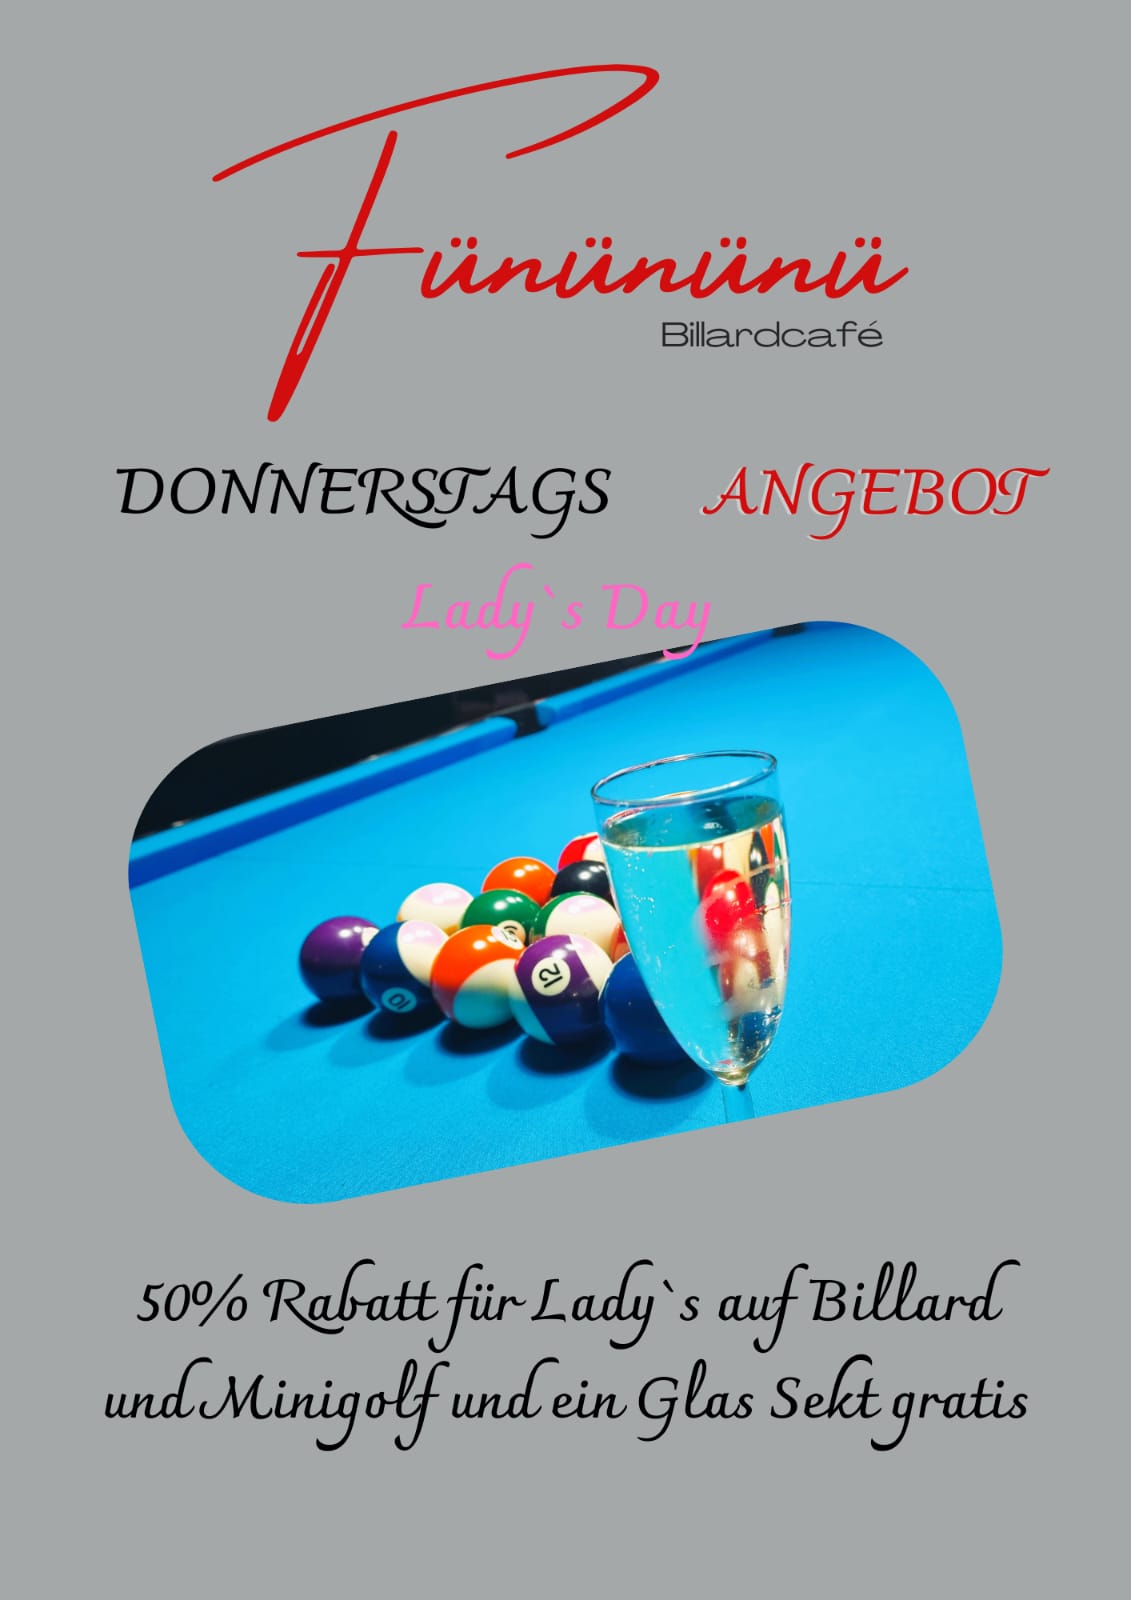 Fünününü
Billardcafé
DONNERSTAGS ANGEBOT
Lady`s Day
12
10
50% Rabatt für Lady`s auf Billard
und Minigolf und ein Glas Sekt gratis